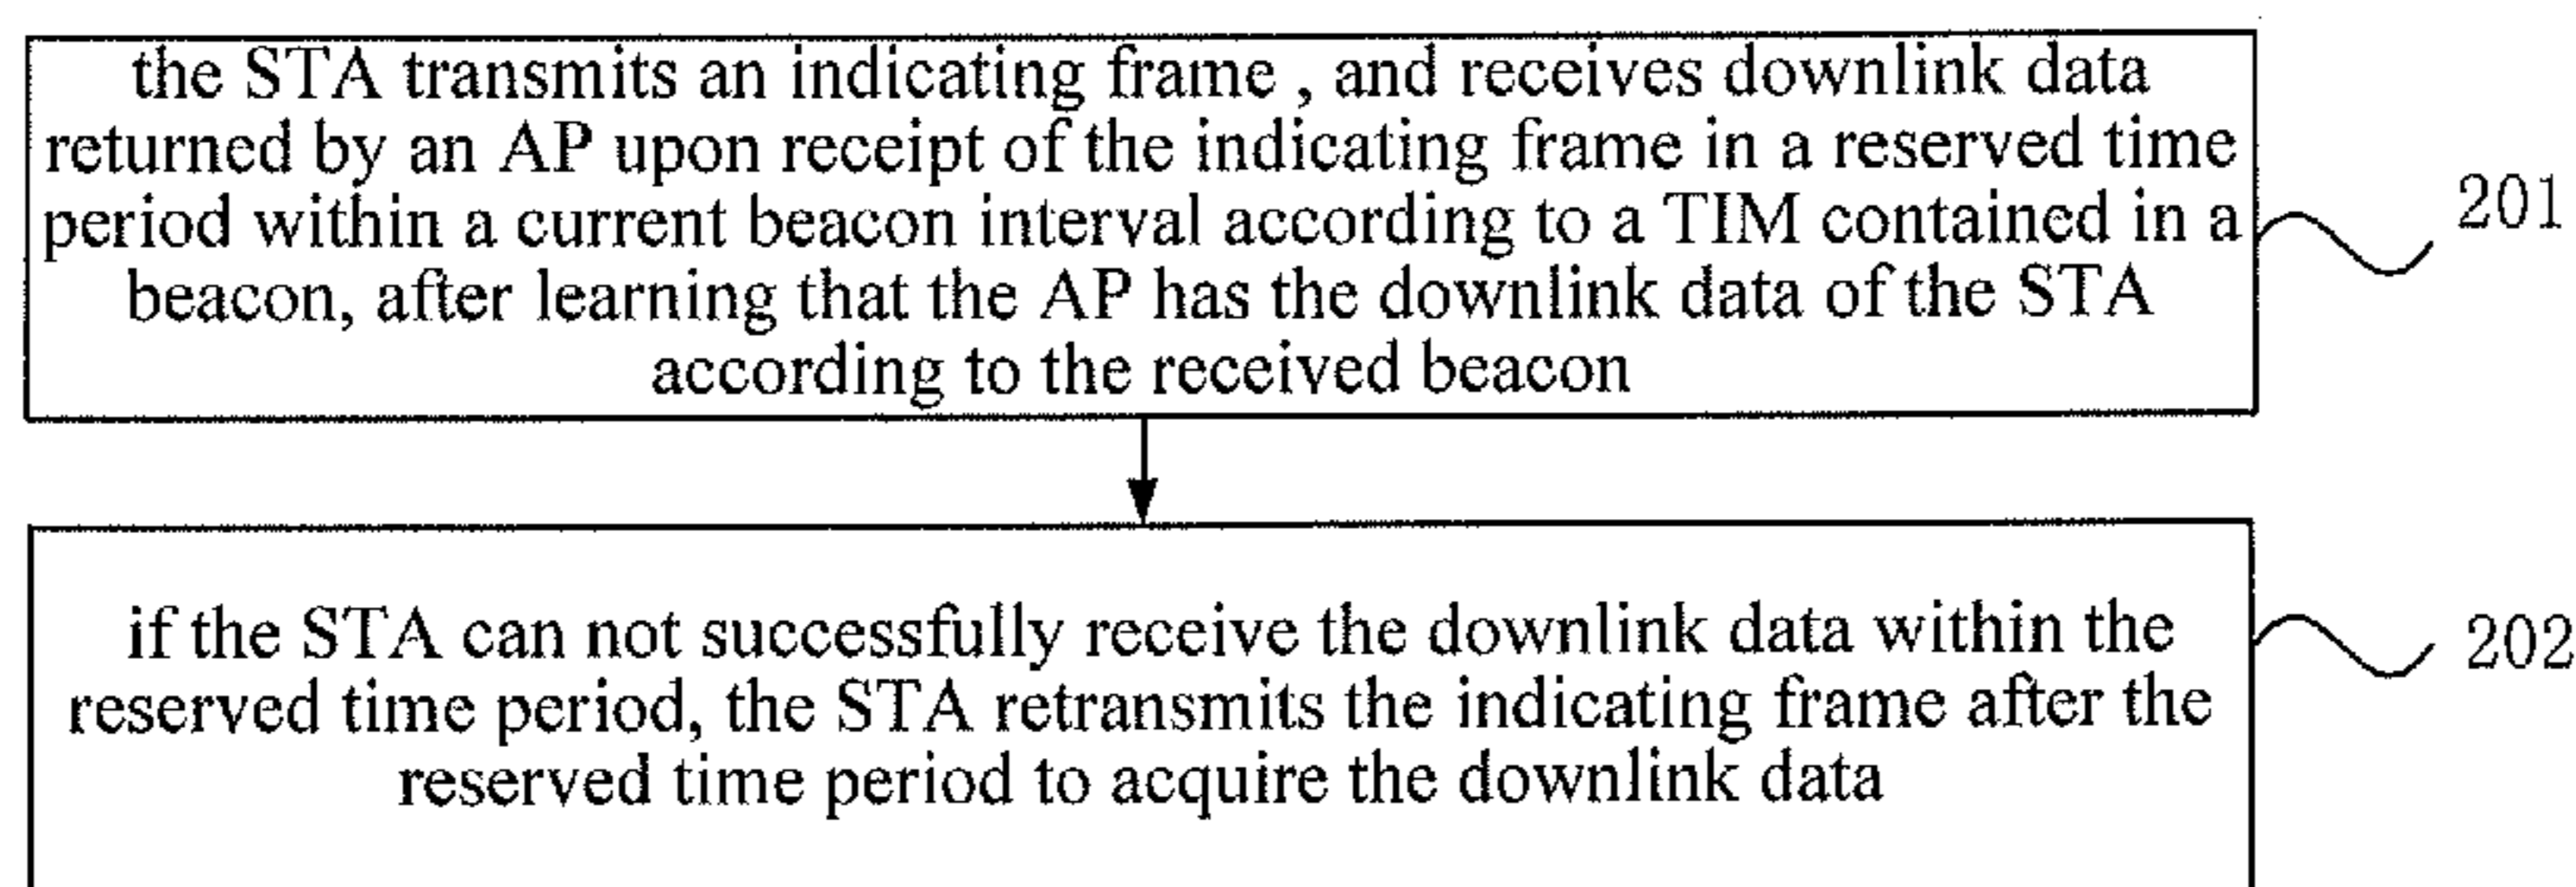 the STA transmits an indicating frame , and receives downlink data
returned by an AP upon receipt of the indicating frame in a reserved time
period within a current beacon interval according to a TIM contained in a
beacon, after learning that the AP has the downlink data of the STA
according to the received beacon
201
if the STA can not successfully receive the downlink data within the
reserved time period, the STA retransmits the indicating frame after the
reserved time period to acquire the downlink data
202